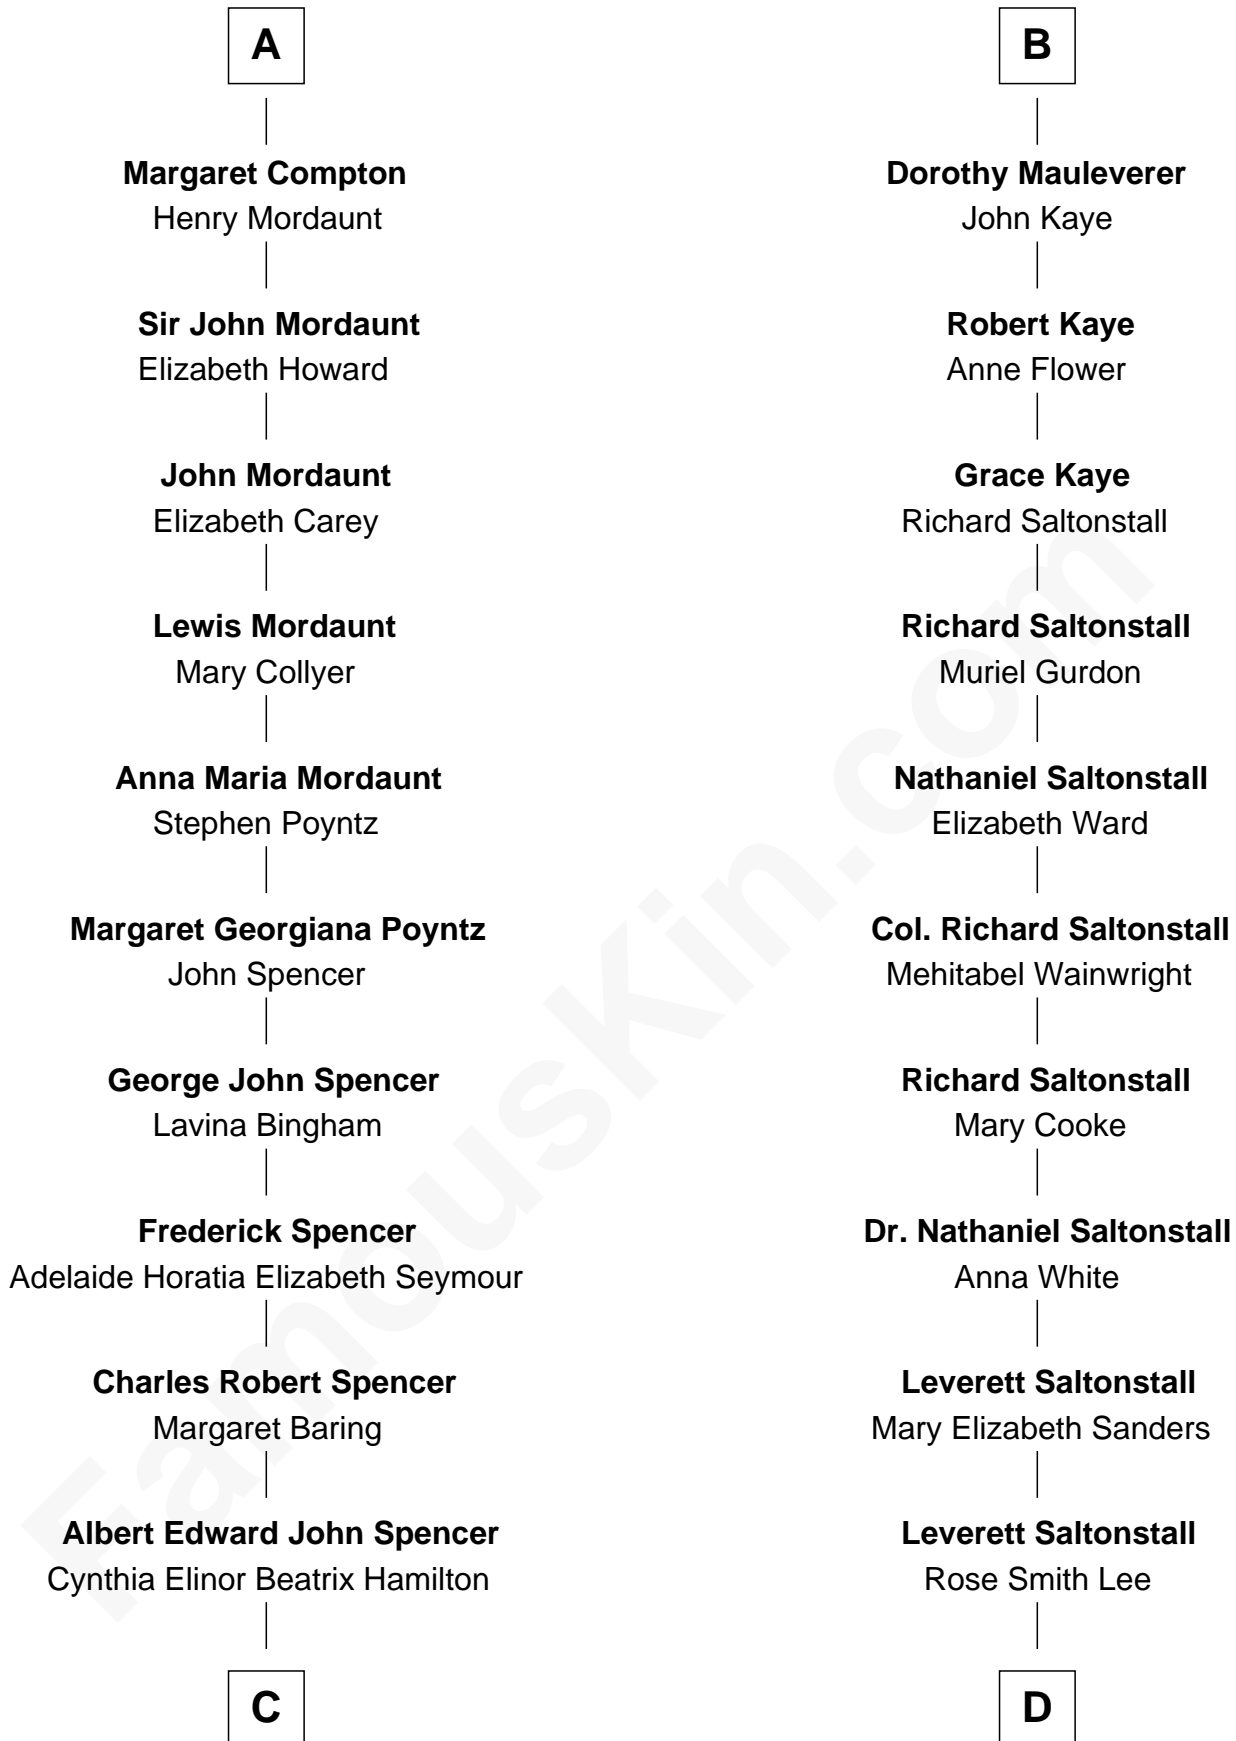 A
Margaret Compton
Henry Mordaunt
Sir John Mordaunt
Elizabeth Howard
John Mordaunt
Elizabeth Carey
Lewis Mordaunt
Mary Collyer
Anna Maria Mordaunt
Stephen Poyntz
Margaret Georgiana Poyntz
John Spencer
George John Spencer
Lavina Bingham
Frederick Spencer
Adelaide Horatia Elizabeth Seymour
Charles Robert Spencer
Margaret Baring
Albert Edward John Spencer
Cynthia Elinor Beatrix Hamilton
C
B
Dorothy Mauleverer
John Kaye
Robert Kaye
Anne Flower
Grace Kaye
Richard Saltonstall
Richard Saltonstall
Muriel Gurdon
Nathaniel Saltonstall
Elizabeth Ward
Col. Richard Saltonstall
Mehitabel Wainwright
Richard Saltonstall
Mary Cooke
Dr. Nathaniel Saltonstall
Anna White
Leverett Saltonstall
Mary Elizabeth Sanders
Leverett Saltonstall
Rose Smith Lee
D
FamousKin.com